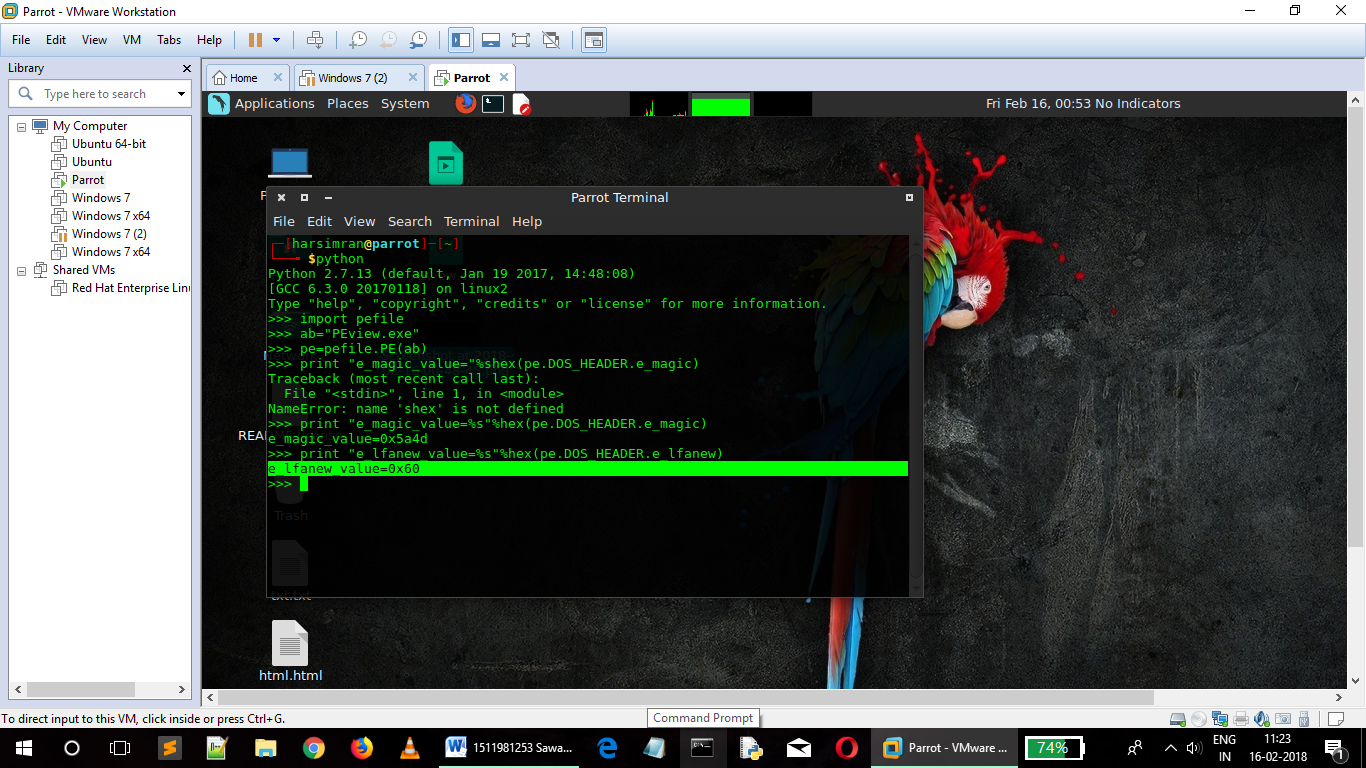 Parrot - VMware Workstation
File Edit View VM Tabs Help
Library
Type here to search
My Computer
Ubuntu 64-bit
Ubuntu
Parrot
Windows 7
Windows 7 x64
Windows 7 (2)
Windows 7 x64
Shared VMs
Red Hat Enterprise Linu
Home
Windows 7 (2)
Parrot
Applications Places System
Fri Feb 16, 00:53 No Indicators
P
Parrot Terminal
File Edit View Search Terminal Help
[harsimran@parrot]-[~]
$python
Python 2.7.13 (default, Jan 19 2017, 14:48:08)
[GCC 6.3.0 20170118] on linux2
Type "help", "copyright", "credits" or "license" for more information.
>>> import pefile
>>> ab="PEview.exe"
>>> pe=pefile.PE(ab)
>>> print "e_magic_value="%shex(pe.DOS_HEADER.e_magic)
Traceback (most recent call last):
File "<stdin>", line 1, in <module>
NameError: name 'shex' is not defined
>>> print "e_magic_value=%s"%hex(pe.DOS_HEADER.e_magic)
e_magic_value=0x5a4d
>>> print "e_lfanew_value=%s"%hex(pe.DOS_HEADER.e_lfanew)
e_lfanew_value=0x60
>>>
REA
Trash
txt.txt
html.html
To direct input to this VM, click inside or press Ctrl+G.
Command Prompt
1511981253 Sawa...
Parrot - VMware ...
74%
ENG
IN
11:23
16-02-2018
1